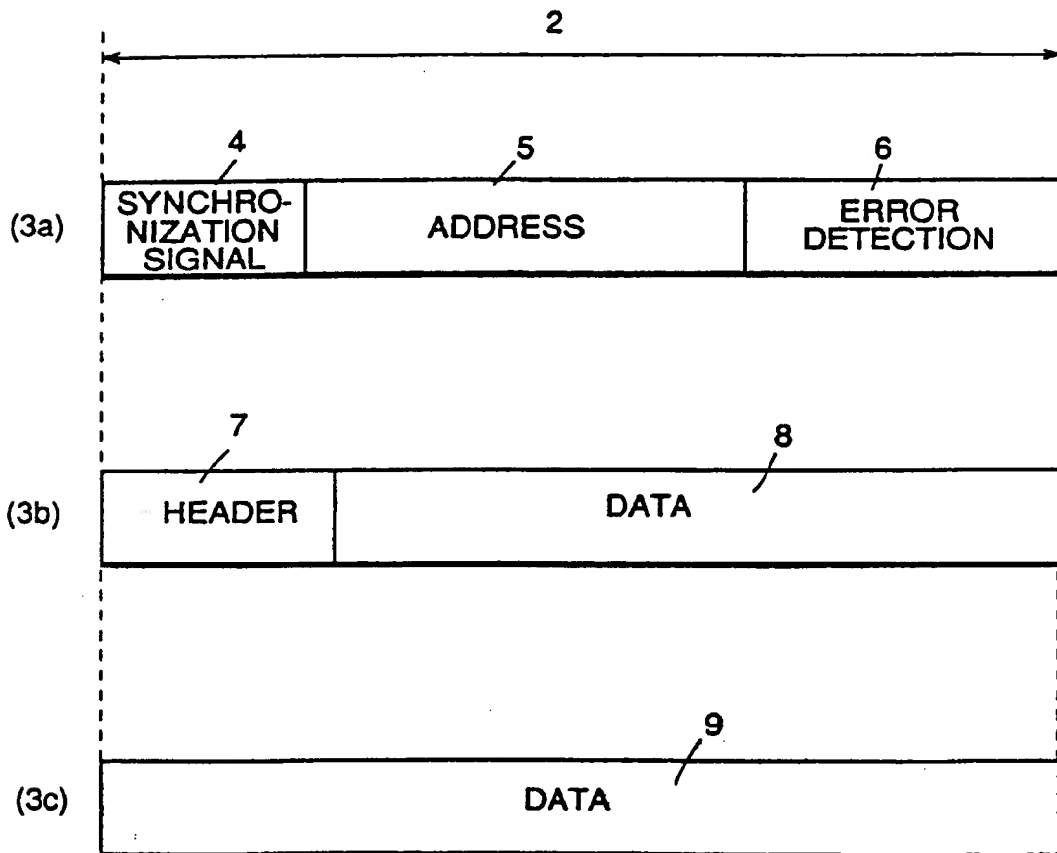 2
4
5
6
(3a)
SYNCHRO-
NIZATION
SIGNAL
ADDRESS
ERROR
DETECTION
7
8
(3b)
HEADER
DATA
9
(3c)
DATA